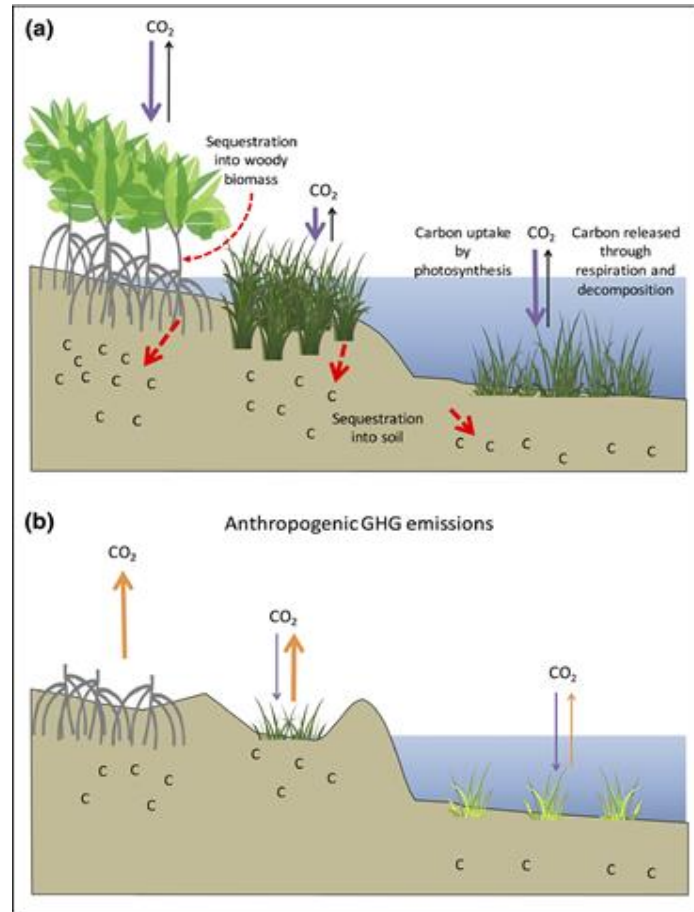 (a)
CO₂
Sequestration
into woody
biomass
CO₂
Carbon uptake
by
photosynthesis
CO₂
Carbon released
through
respiration and
decomposition
C
C C
C C C C
C C
C
C C
C C
C
Sequestration
into soil
C C C C C C C
(b)
Anthropogenic GHG emissions
CO₂
CO₂
CO₂
C C C
C C
C C C
C C
C C C C